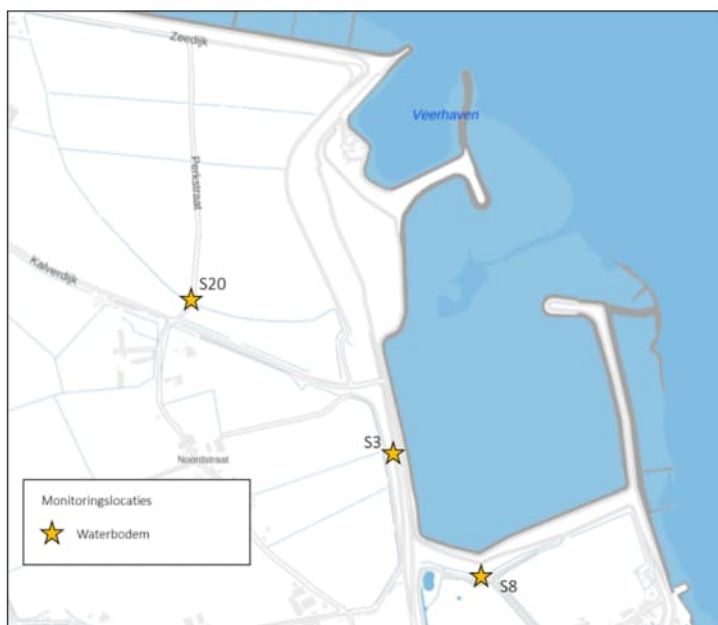 Zeedijk
Veerhaven
Perkstraat
Kalverdijk
S20
S3
Noordstraat
Monitoringslocaties
Waterbodem
S8